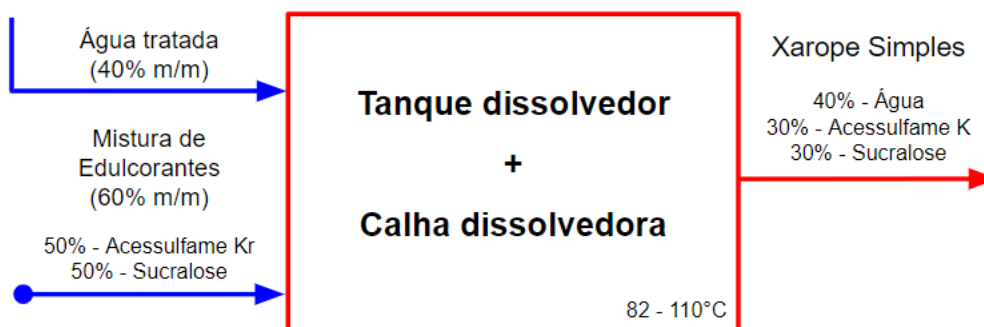 Água tratada
(40% m/m)
Mistura de
Edulcorantes
(60% m/m)
50% - Acessulfame Kr
50% - Sucralose
Tanque dissolvedor
+
Calha dissolvedora
82 - 110°C
Xarope Simples
40% - Água
30% - Acessulfame K
30% - Sucralose